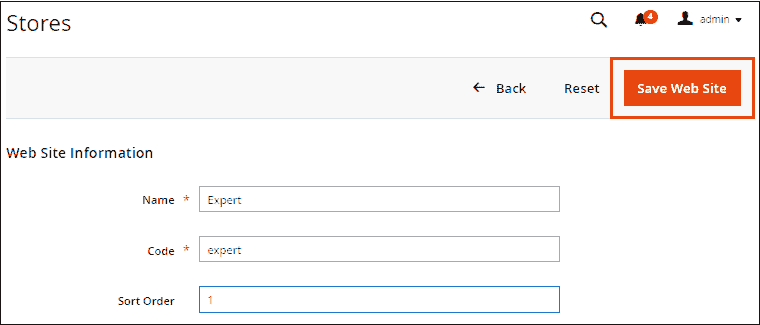 Stores
4
admin
Back
Reset
Save Web Site
Web Site Information
Name *
Expert
Code *
expert
Sort Order
1